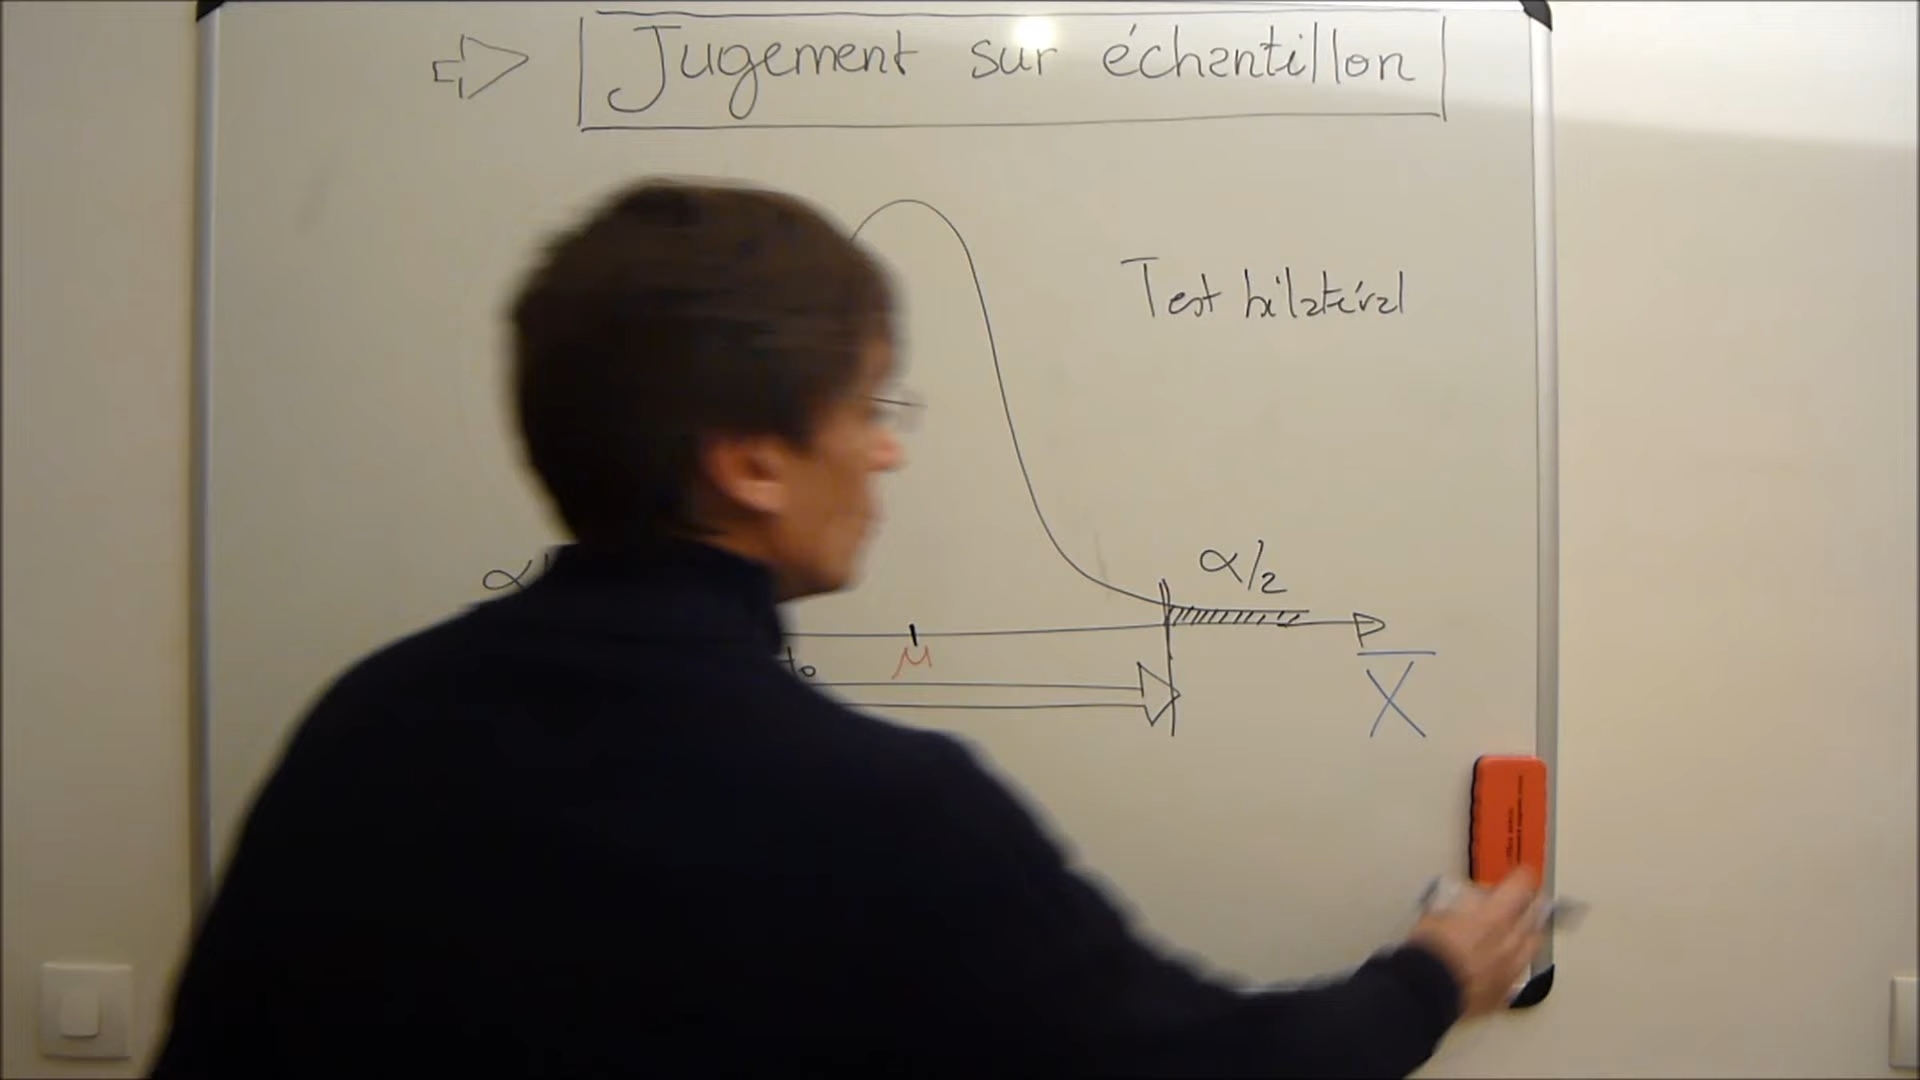 Jugement sur échantillon
Test bilatéral
α/2
μ
X̅